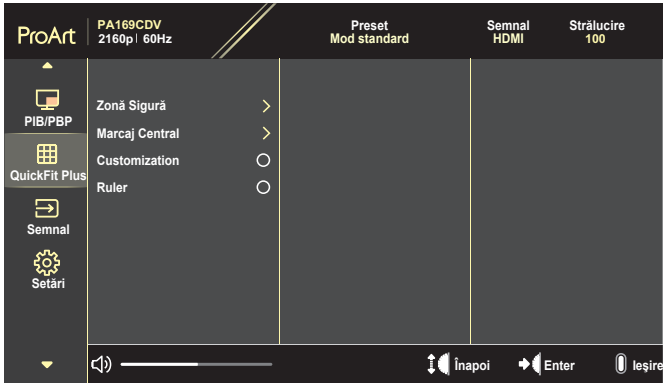 ProArt
PA169CDV
2160p | 60Hz
Preset
Mod standard
Semnal
HDMI
Strălucire
100
PIB/PBP
QuickFit Plus
Semnal
Setări
Zonă Sigură
Marcaj Central
Customization
Ruler
Înapoi
Enter
Ieșire